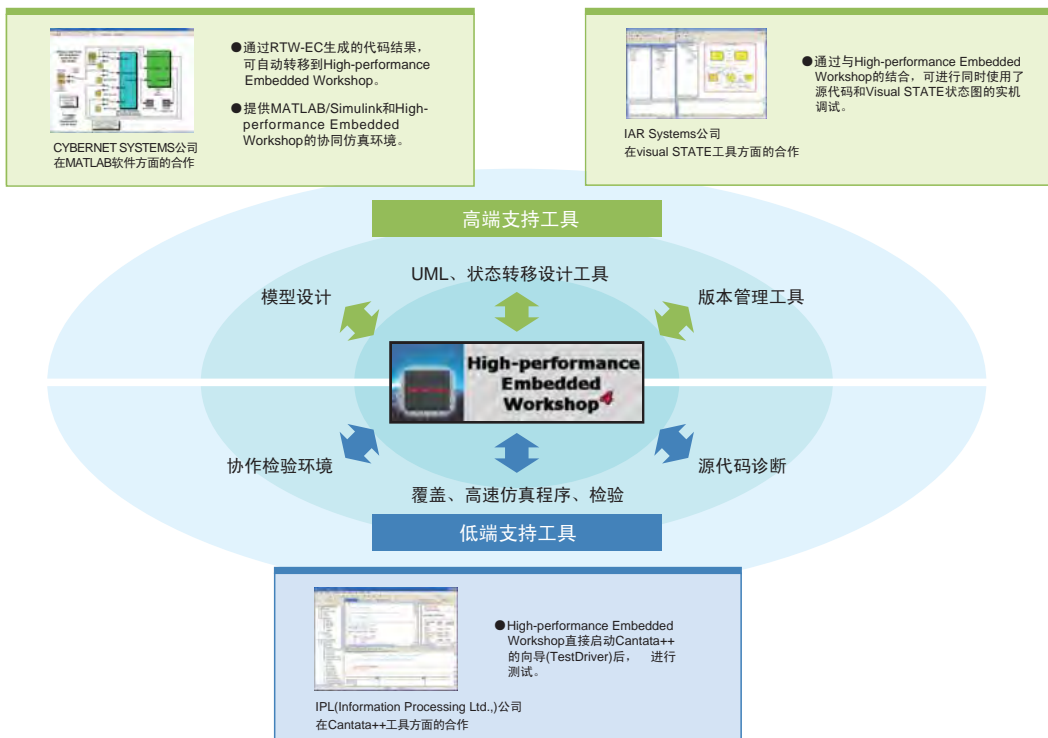 ●通过RTW-EC生成的代码结果，
可自动转移到High-performance
Embedded Workshop。
●提供MATLAB/Simulink和High-
performance Embedded
Workshop的协同仿真环境。
CYBERNET SYSTEMS公司
在MATLAB软件方面的合作
●通过与High-performance Embedded
Workshop的结合，可进行同时使用了
源代码和Visual STATE状态图的实机
调试。
IAR Systems公司
在visual STATE工具方面的合作
高端支持工具
UML、状态转移设计工具
模型设计
版本管理工具
High-performance
Embedded
Workshop4
协作检验环境
源代码诊断
覆盖、高速仿真程序、检验
低端支持工具
●High-performance Embedded
Workshop直接启动Cantata++
的向导(TestDriver)后， 进行
测试。
IPL(Information Processing Ltd.,)公司
在Cantata++工具方面的合作